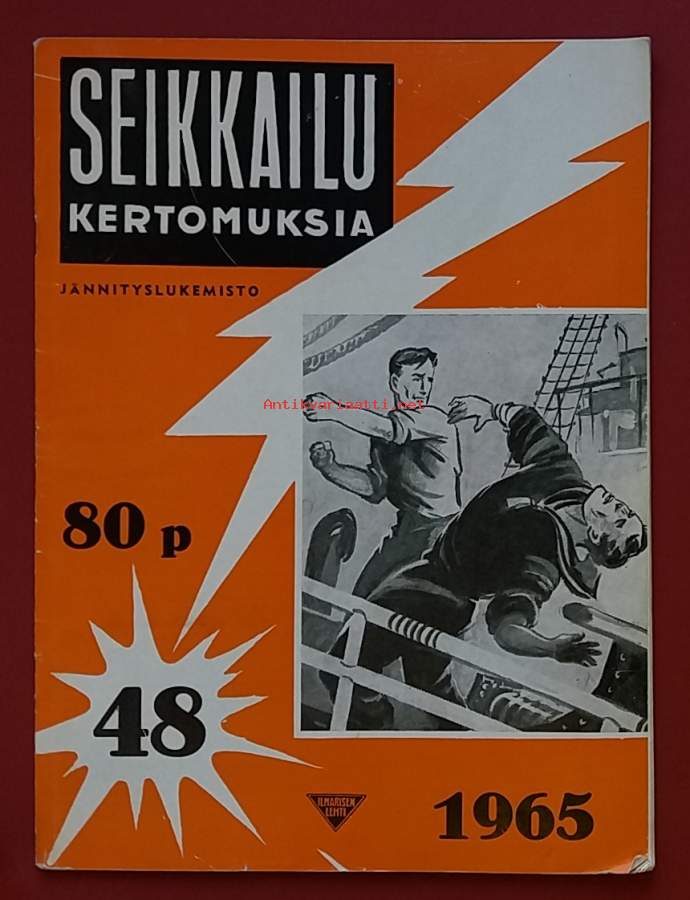 SEIKKAILU
KERTOMUKSIA
JÄNNITYSLUKEMISTO
Antikvariaatti.net
80 p
48
ILMARISEN
LEHTI
1965